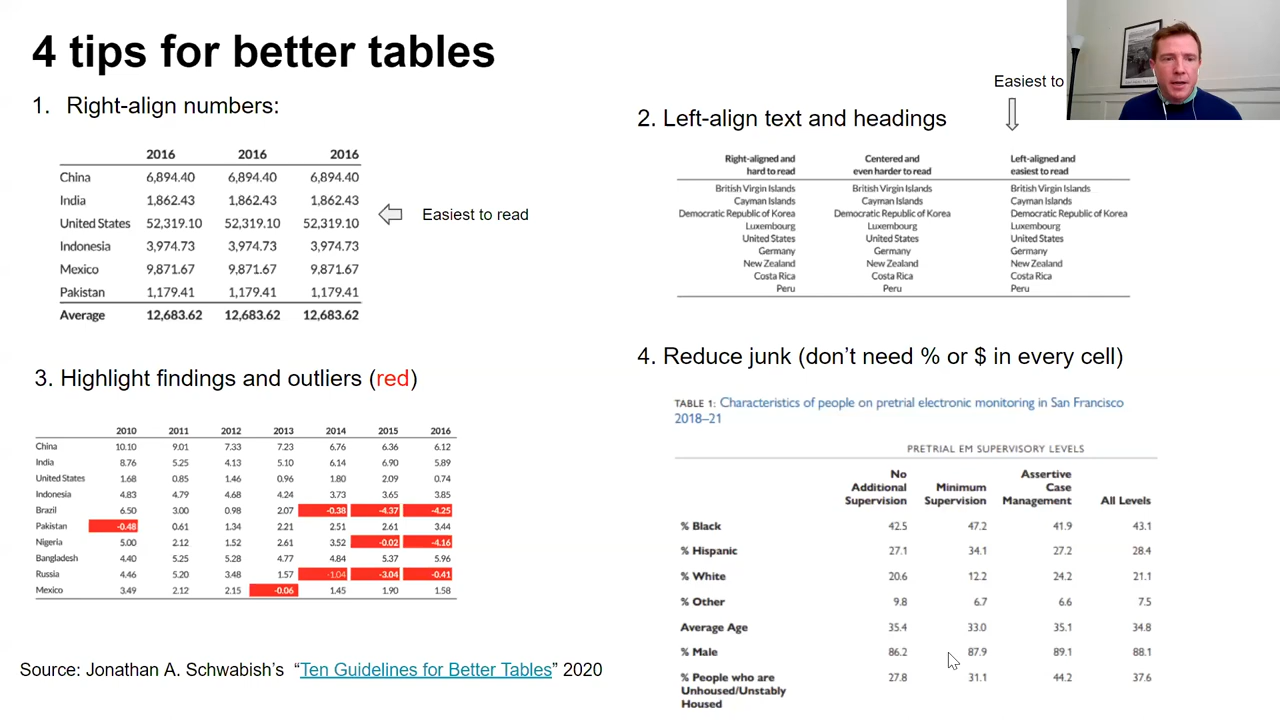 4 tips for better tables
1. Right-align numbers:
2016 2016 2016
China 6,894.40 6,894.40 6,894.40
India 1,862.43 1,862.43 1,862.43
United States 52,319.10 52,319.10 52,319.10
Indonesia 3,974.73 3,974.73 3,974.73
Mexico 9,871.67 9,871.67 9,871.67
Pakistan 1,179.41 1,179.41 1,179.41
Average 12,683.62 12,683.62 12,683.62
Easiest to read
Easiest to
2. Left-align text and headings
Right-aligned and Centered and Left-aligned and
hard to read even harder to read easiest to read
British Virgin Islands British Virgin Islands British Virgin Islands
Cayman Islands Cayman Islands Cayman Islands
Democratic Republic of Korea Democratic Republic of Korea Democratic Republic of Korea
Luxembourg Luxembourg Luxembourg
United States United States United States
Germany Germany Germany
New Zealand New Zealand New Zealand
Costa Rica Costa Rica Costa Rica
Peru Peru Peru
3. Highlight findings and outliers (red)
2010 2011 2012 2013 2014 2015 2016
China 10.10 9.01 7.33 7.23 6.76 6.36 6.12
India 8.76 5.25 4.13 5.10 6.14 6.90 5.89
United States 1.68 0.85 1.46 0.96 1.80 2.09 0.74
Indonesia 4.83 4.79 4.68 4.24 3.73 3.65 3.85
Brazil 6.50 3.00 0.98 2.07 -0.38 -4.37 -4.25
Pakistan -0.48 0.61 1.34 2.21 2.51 2.61 3.44
Nigeria 5.00 2.12 1.52 2.61 3.52 -0.02 -4.16
Bangladesh 4.40 5.25 5.28 4.77 4.84 5.37 5.96
Russia 4.46 5.20 3.48 1.57 -1.04 -3.04 -0.41
Mexico 3.49 2.12 2.15 -0.06 1.45 1.90 1.58
Source: Jonathan A. Schwabish’s “Ten Guidelines for Better Tables” 2020
4. Reduce junk (don’t need % or $ in every cell)
TABLE 1: Characteristics of people on pretrial electronic monitoring in San Francisco
2018–21
PRETRIAL EM SUPERVISORY LEVELS
No Assertive
Additional Minimum Case
Supervision Supervision Management All Levels
% Black 42.5 47.2 41.9 43.1
% Hispanic 27.1 34.1 27.2 28.4
% White 20.6 12.2 24.2 21.1
% Other 9.8 6.7 6.6 7.5
Average Age 35.4 33.0 35.1 34.8
% Male 86.2 87.9 89.1 88.1
% People who are 27.8 31.1 44.2 37.6
Unhoused/Unstably
Housed